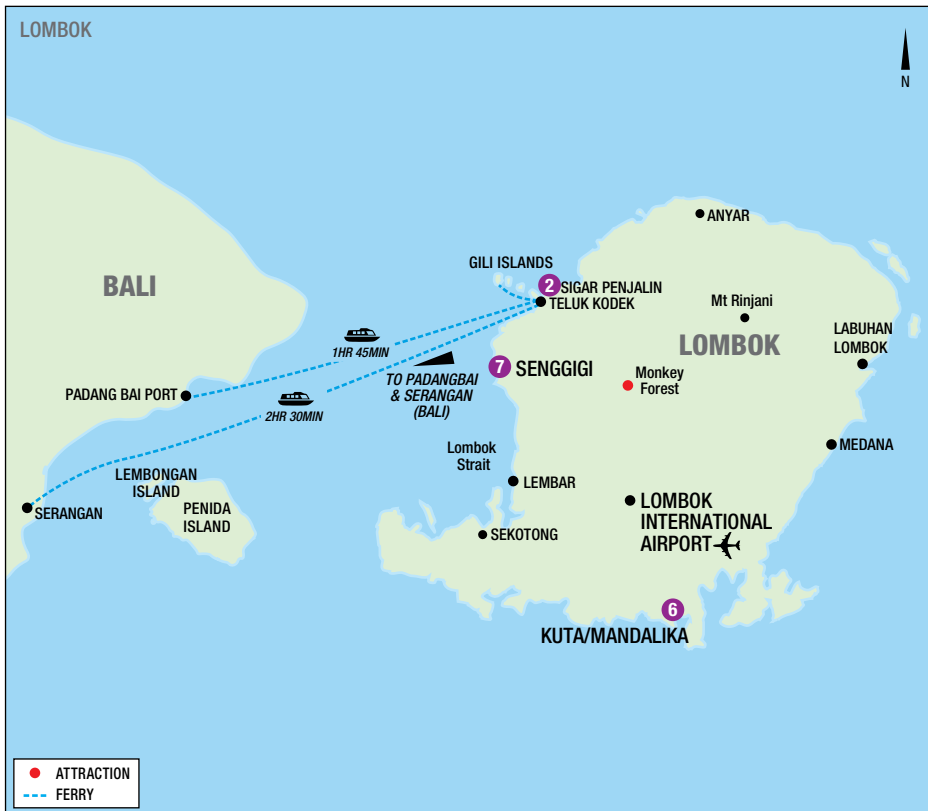 LOMBOK
N
ANYAR
GILI ISLANDS
2
SIGAR PENJALIN
TELUK KODEK
BALI
Mt Rinjani
LABUHAN
LOMBOK
LOMBOK
1HR 45MIN
7
SENGGIGI
Monkey
Forest
TO PADANGBAI
& SERANGAN
(BALI)
PADANG BAI PORT
2HR 30MIN
MEDANA
Lombok
Strait
LEMBONGAN
ISLAND
LEMBAR
PENIDA
ISLAND
SERANGAN
LOMBOK
INTERNATIONAL
AIRPORT
SEKOTONG
6
KUTA/MANDALIKA
ATTRACTION
FERRY